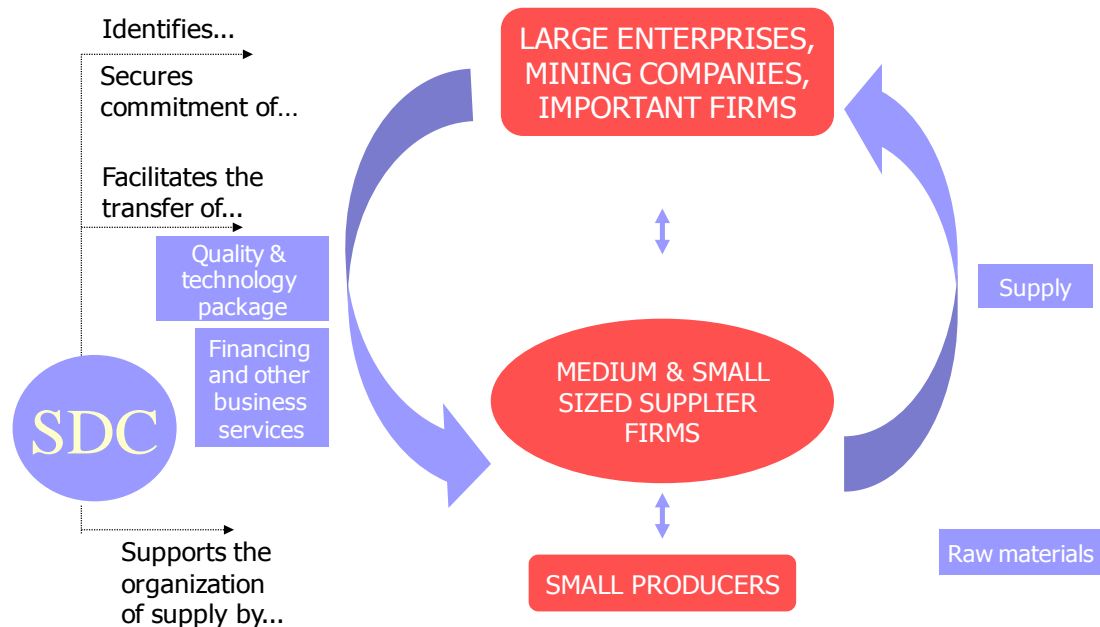 Identifies...
Secures
commitment of...
Facilitates the
transfer of...
Quality &
technology
package
Financing
and other
business
services
SDC
Supports the
organization
of supply by...
LARGE ENTERPRISES,
MINING COMPANIES,
IMPORTANT FIRMS
MEDIUM & SMALL
SIZED SUPPLIER
FIRMS
SMALL PRODUCERS
Supply
Raw materials